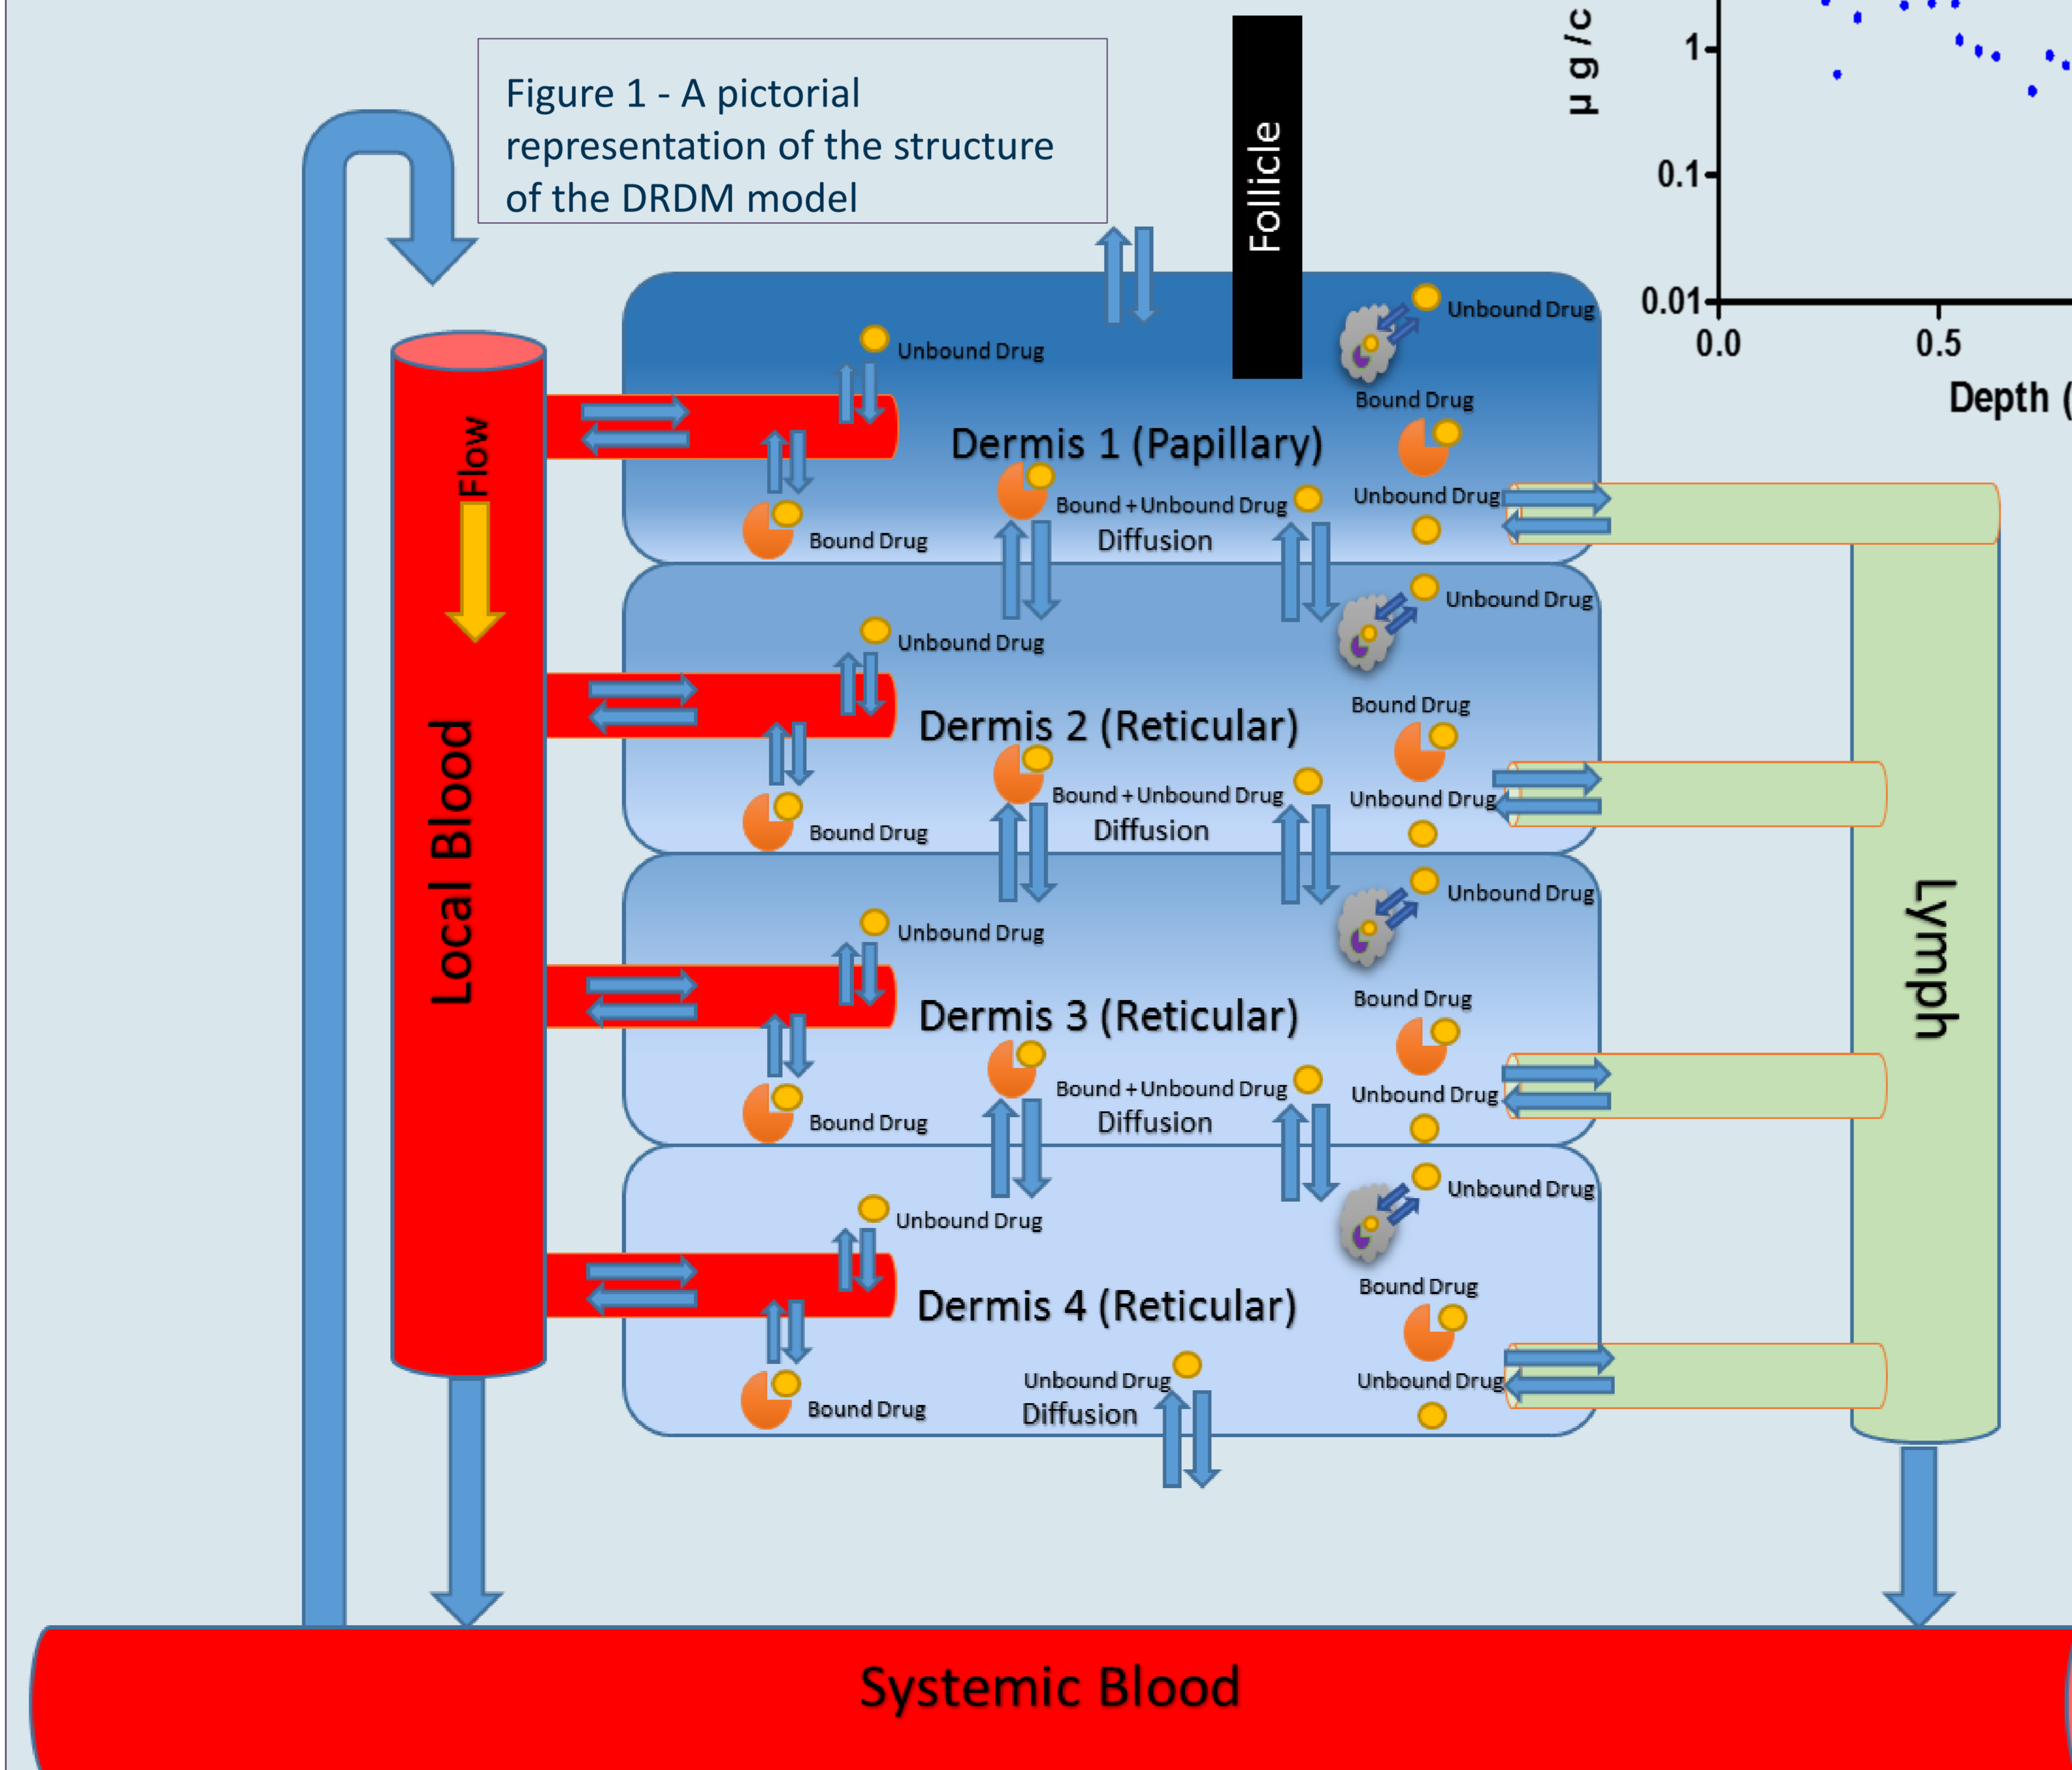 Figure 1 - A pictorial
representation of the structure
of the DRDM model
Follicle
µ g /c
1
0.1
0.01
0.0
0.5
Depth (
Flow
Local Blood
Unbound Drug
Unbound Drug
Bound Drug
Dermis 1 (Papillary)
Bound + Unbound Drug
Unbound Drug
Diffusion
Bound Drug
Unbound Drug
Unbound Drug
Bound Drug
Dermis 2 (Reticular)
Bound + Unbound Drug
Unbound Drug
Diffusion
Bound Drug
Unbound Drug
Unbound Drug
Bound Drug
Dermis 3 (Reticular)
Bound + Unbound Drug
Unbound Drug
Diffusion
Bound Drug
Unbound Drug
Unbound Drug
Bound Drug
Dermis 4 (Reticular)
Unbound Drug
Unbound Drug
Diffusion
Bound Drug
Lymph
Systemic Blood